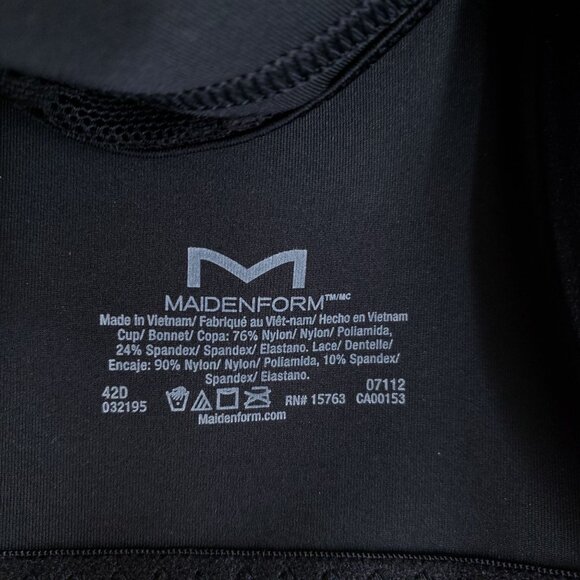 MAIDENFORM™/MC
Made in Vietnam/ Fabriqué au Viêt-nam/ Hecho en Vietnam
Cup/ Bonnet/ Copa: 76% Nylon/ Nylon/ Poliamida,
24% Spandex/ Spandex/ Elastano. Lace/ Dentelle/
Encaje: 90% Nylon/ Nylon/ Poliamida, 10% Spandex/
Spandex/ Elastano.
42D 07112
032195 RN# 15763 CA00153
Maidenform.com